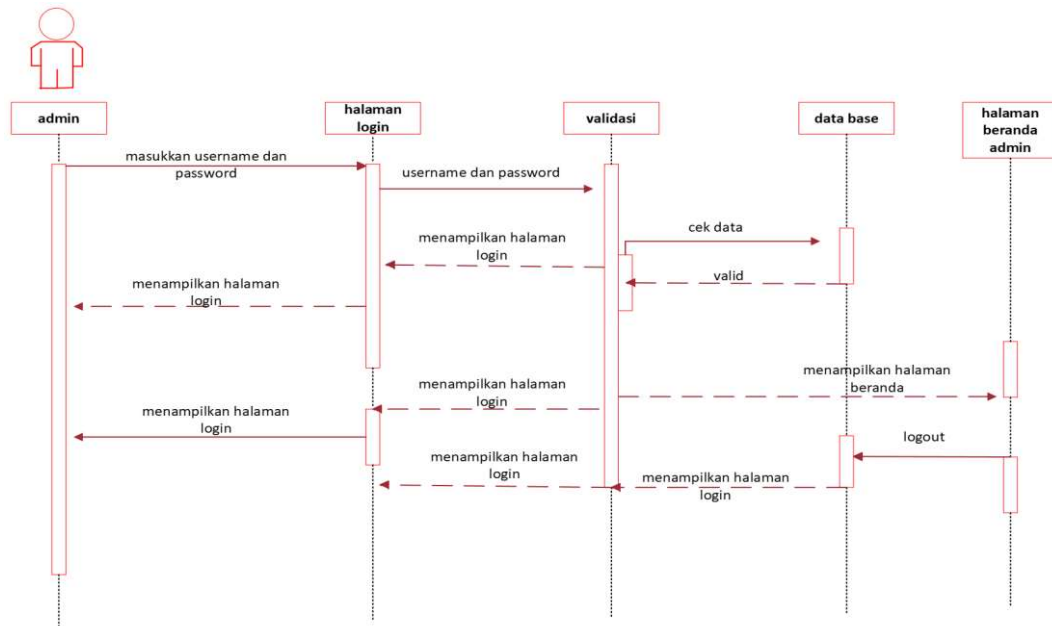 admin
halaman
login
validasi
data base
halaman
beranda
admin
masukkan username dan
password
username dan password
cek data
menampilkan halaman
login
valid
menampilkan halaman
login
menampilkan halaman
beranda
menampilkan halaman
login
menampilkan halaman
login
logout
menampilkan halaman
login
menampilkan halaman
login